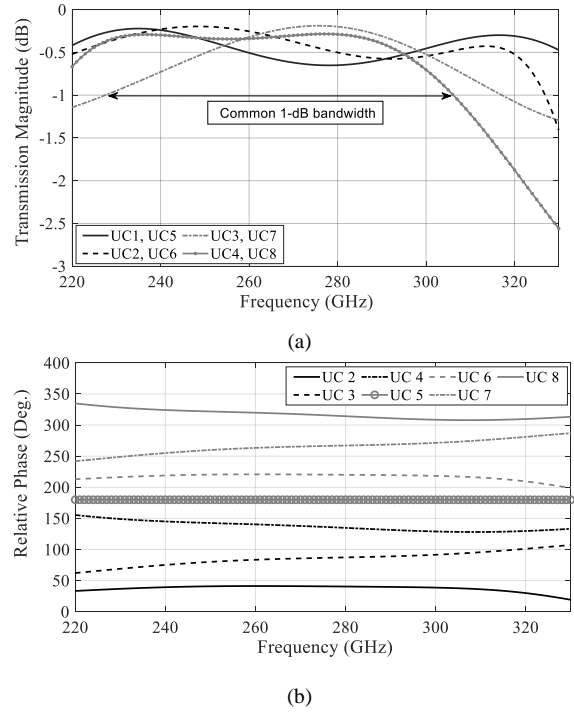 0
-0.5
-1
-1.5
-2
-2.5
-3
Transmission Magnitude (dB)
Common 1-dB bandwidth
UC1, UC5
UC3, UC7
UC2, UC6
UC4, UC8
220
240
260
280
300
320
Frequency (GHz)
(a)
400
350
300
250
200
150
100
50
0
Relative Phase (Deg.)
UC 2
UC 4
UC 6
UC 8
UC 3
UC 5
UC 7
220
240
260
280
300
320
Frequency (GHz)
(b)